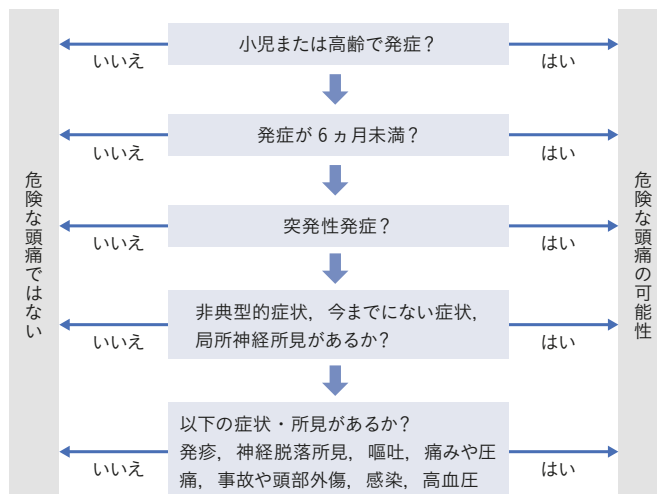 小児または高齢で発症？
いいえ
はい
発症が 6 ヵ月未満？
いいえ
はい
突発性発症？
いいえ
はい
非典型的症状，今までにない症状，
局所神経所見があるか？
いいえ
はい
以下の症状・所見があるか？
発疹，神経脱落所見，嘔吐，痛みや圧
痛，事故や頭部外傷，感染，高血圧
いいえ
はい
危険な頭痛ではない
危険な頭痛の可能性